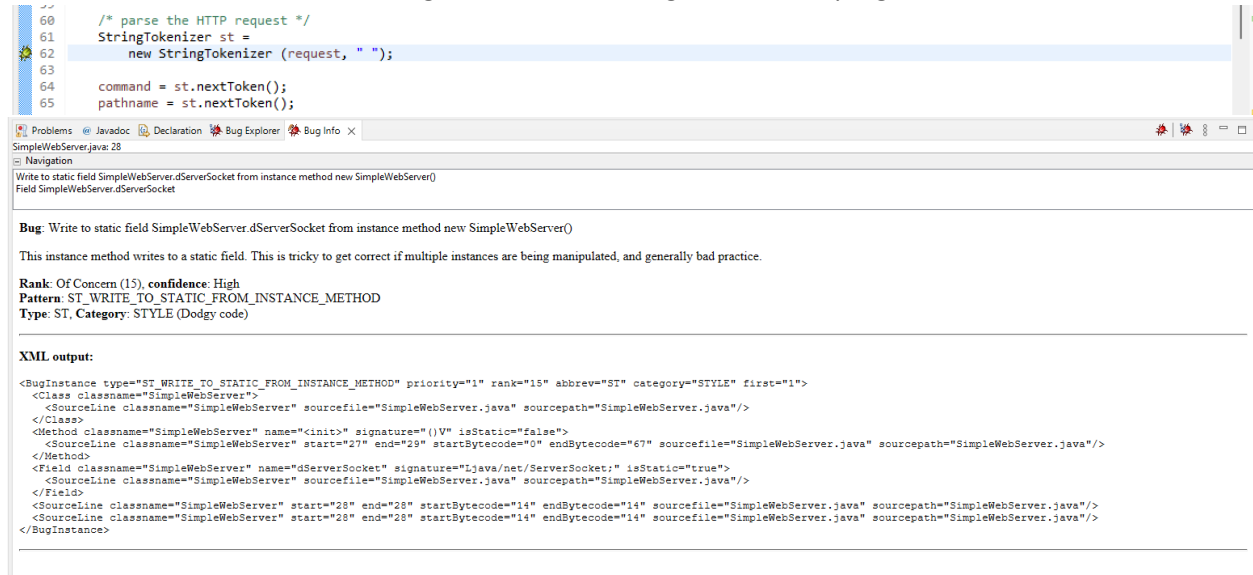 60 /* parse the HTTP request */
61 StringTokenizer st =
62 new StringTokenizer (request, " ");
63
64 command = st.nextToken();
65 pathname = st.nextToken();
Problems @ Javadoc Declaration Bug Explorer Bug Info
SimpleWebServer.java: 28
Navigation
Write to static field SimpleWebServer.dServerSocket from instance method new SimpleWebServer()
Field SimpleWebServer.dServerSocket
Bug: Write to static field SimpleWebServer.dServerSocket from instance method new SimpleWebServer()
This instance method writes to a static field. This is tricky to get correct if multiple instances are being manipulated, and generally bad practice.
Rank: Of Concern (15), confidence: High
Pattern: ST_WRITE_TO_STATIC_FROM_INSTANCE_METHOD
Type: ST, Category: STYLE (Dodgy code)
XML output:
<BugInstance type="ST_WRITE_TO_STATIC_FROM_INSTANCE_METHOD" priority="1" rank="15" abbrev="ST" category="STYLE" first="1">
<Class classname="SimpleWebServer">
<SourceLine classname="SimpleWebServer" sourcefile="SimpleWebServer.java" sourcepath="SimpleWebServer.java"/>
</Class>
<Method classname="SimpleWebServer" name="<init>" signature="()V" isStatic="false">
<SourceLine classname="SimpleWebServer" start="27" end="29" startBytecode="0" endBytecode="67" sourcefile="SimpleWebServer.java" sourcepath="SimpleWebServer.java"/>
</Method>
<Field classname="SimpleWebServer" name="dServerSocket" signature="Ljava/net/ServerSocket;" isStatic="true">
<SourceLine classname="SimpleWebServer" sourcefile="SimpleWebServer.java" sourcepath="SimpleWebServer.java"/>
</Field>
<SourceLine classname="SimpleWebServer" start="28" end="28" startBytecode="14" endBytecode="14" sourcefile="SimpleWebServer.java" sourcepath="SimpleWebServer.java"/>
<SourceLine classname="SimpleWebServer" start="28" end="28" startBytecode="14" endBytecode="14" sourcefile="SimpleWebServer.java" sourcepath="SimpleWebServer.java"/>
</BugInstance>